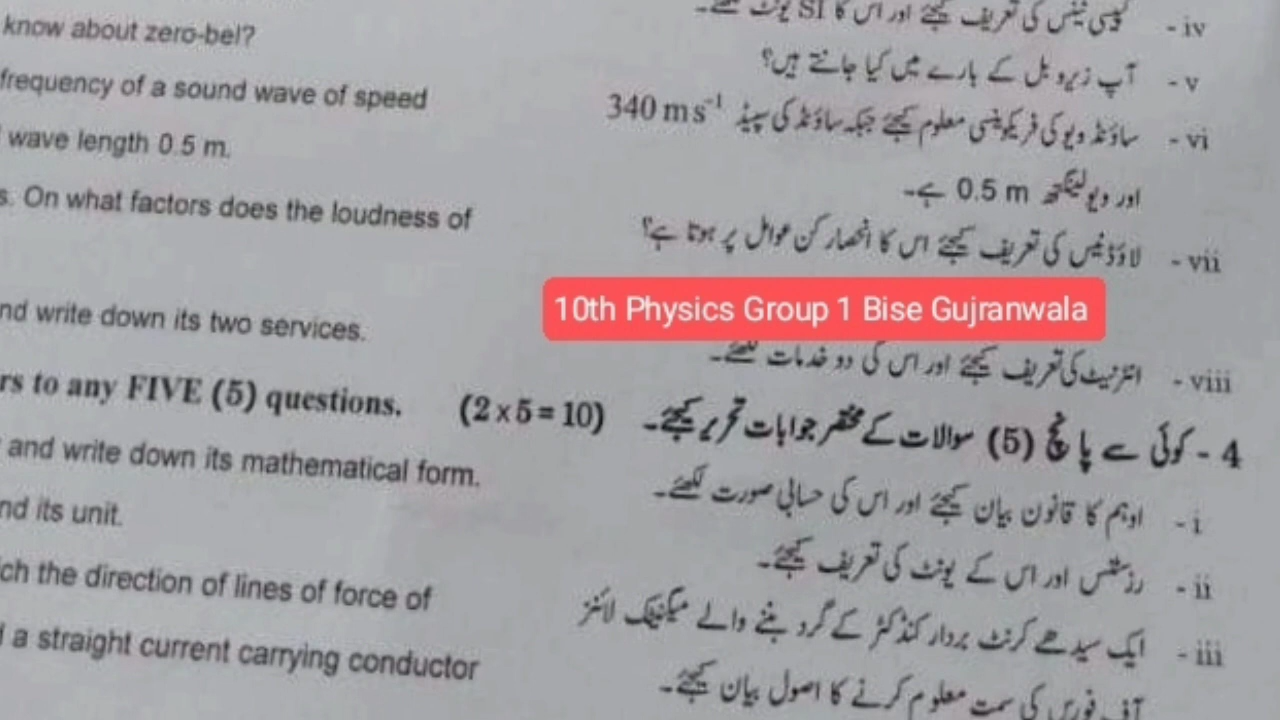 کپیسی ٹینس کی تعریف کیجئے اور اس کا SI یونٹ لکھئے۔ - iv
know about zero-bel?
آپ زیرو بل کے بارے میں کیا جانتے ہیں؟ - v
frequency of a sound wave of speed
ساؤنڈ ویو کی فریکوئنسی معلوم کیجئے جبکہ ساؤنڈ کی سپیڈ 340 ms⁻¹ - vi
wave length 0.5 m.
اور ویو لینگتھ 0.5 m ہے۔
s. On what factors does the loudness of
لاؤڈنیس کی تعریف کیجئے اس کا انحصار کن عوامل پر ہوتا ہے؟ - vii
10th Physics Group 1 Bise Gujranwala
nd write down its two services.
انٹرنیٹ کی تعریف کیجئے اور اس کی دو خدمات لکھئے۔ - viii
rs to any FIVE (5) questions. (2 x 5 = 10)
4 - کوئی سے پانچ (5) سوالات کے مختصر جوابات تحریر کیجئے۔
and write down its mathematical form.
اوہم کا قانون بیان کیجئے اور اس کی حسابی صورت لکھئے۔ - i
nd its unit.
رزسٹنس اور اس کے یونٹ کی تعریف کیجئے۔ - ii
ch the direction of lines of force of
ایک سیدھے کرنٹ بردار کنڈکٹر کے گرد بننے والے میگنیٹک لائنز - iii
a straight current carrying conductor
آف فورس کی سمت معلوم کرنے کا اصول بیان کیجئے۔